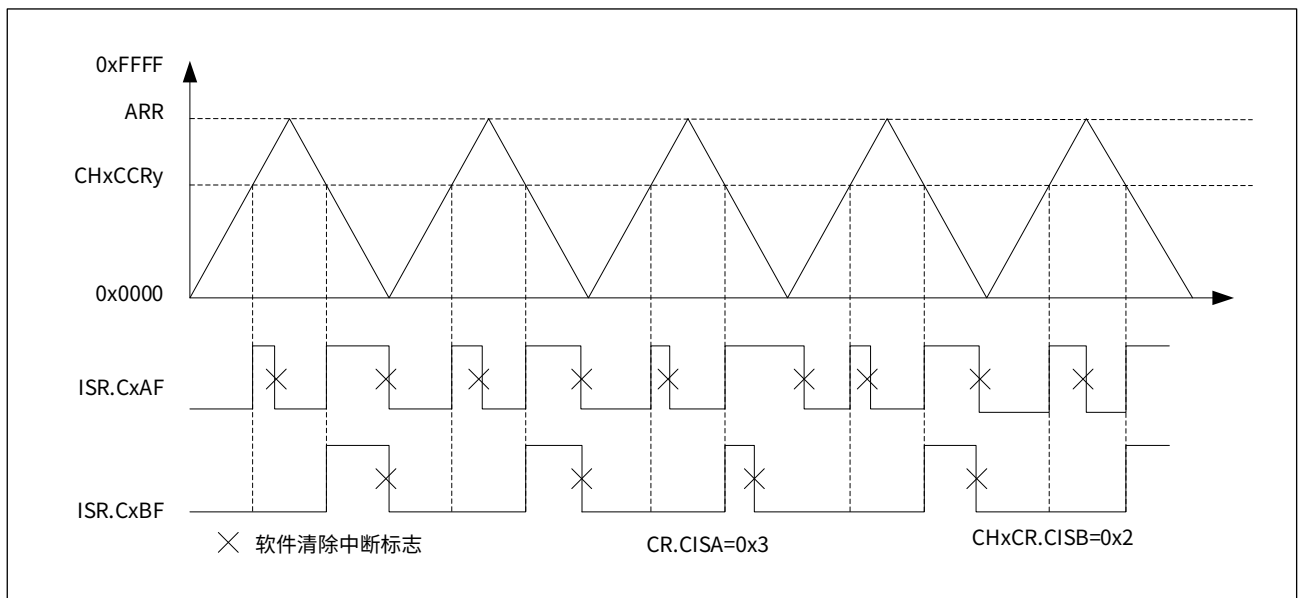 0xFFFF
ARR
CHxCCRy
0x0000
ISR.CxAF
ISR.CxBF
软件清除中断标志
CR.CISA=0x3
CHxCR.CISB=0x2